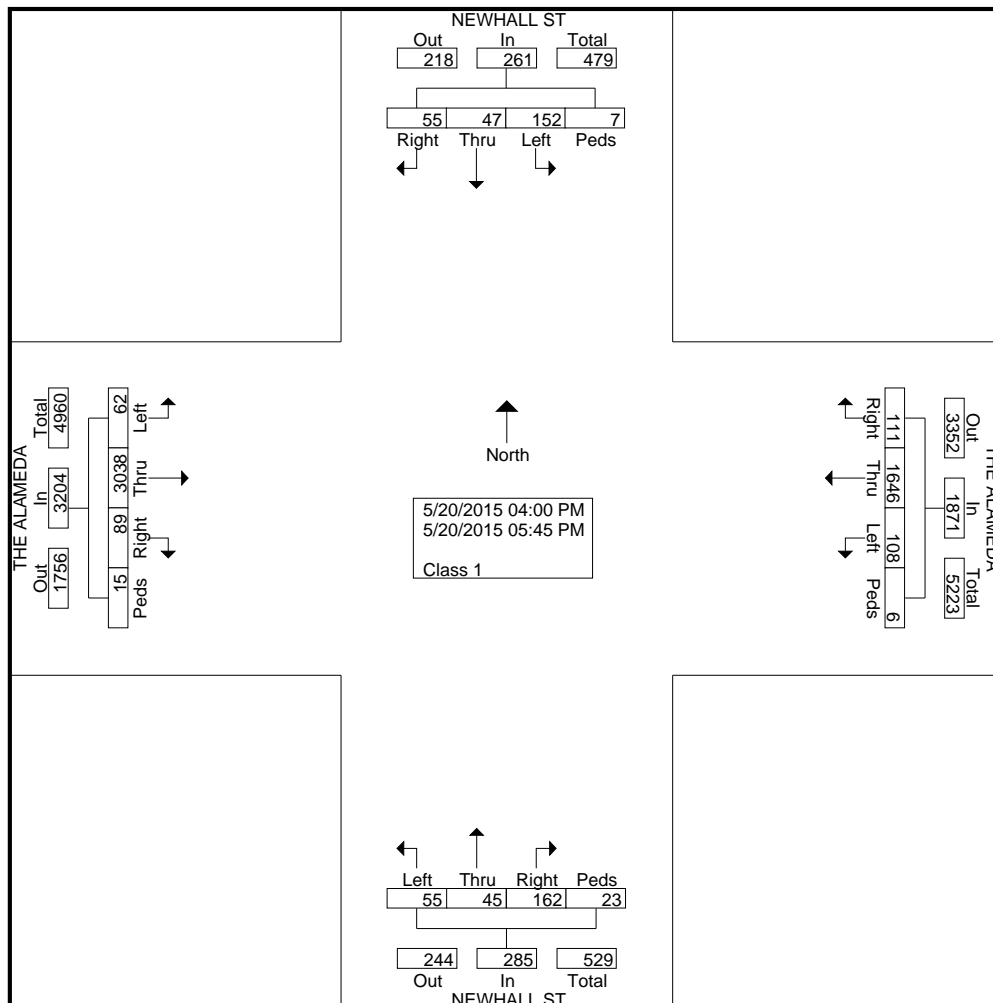 NEWHALL ST
Out In Total
218 261 479
55 47 152 7
Right Thru Left Peds
THE ALAMEDA
Total In Out
4960 3204 1756
62 3038 89 15
Left Thru Right Peds
North
5/20/2015 04:00 PM
5/20/2015 05:45 PM
Class 1
Right Thru Left Peds
111 1646 108 6
3352 1871 5223
Out In Total
THE ALAMEDA
Left Thru Right Peds
55 45 162 23
244 285 529
Out In Total
NEWHALL ST